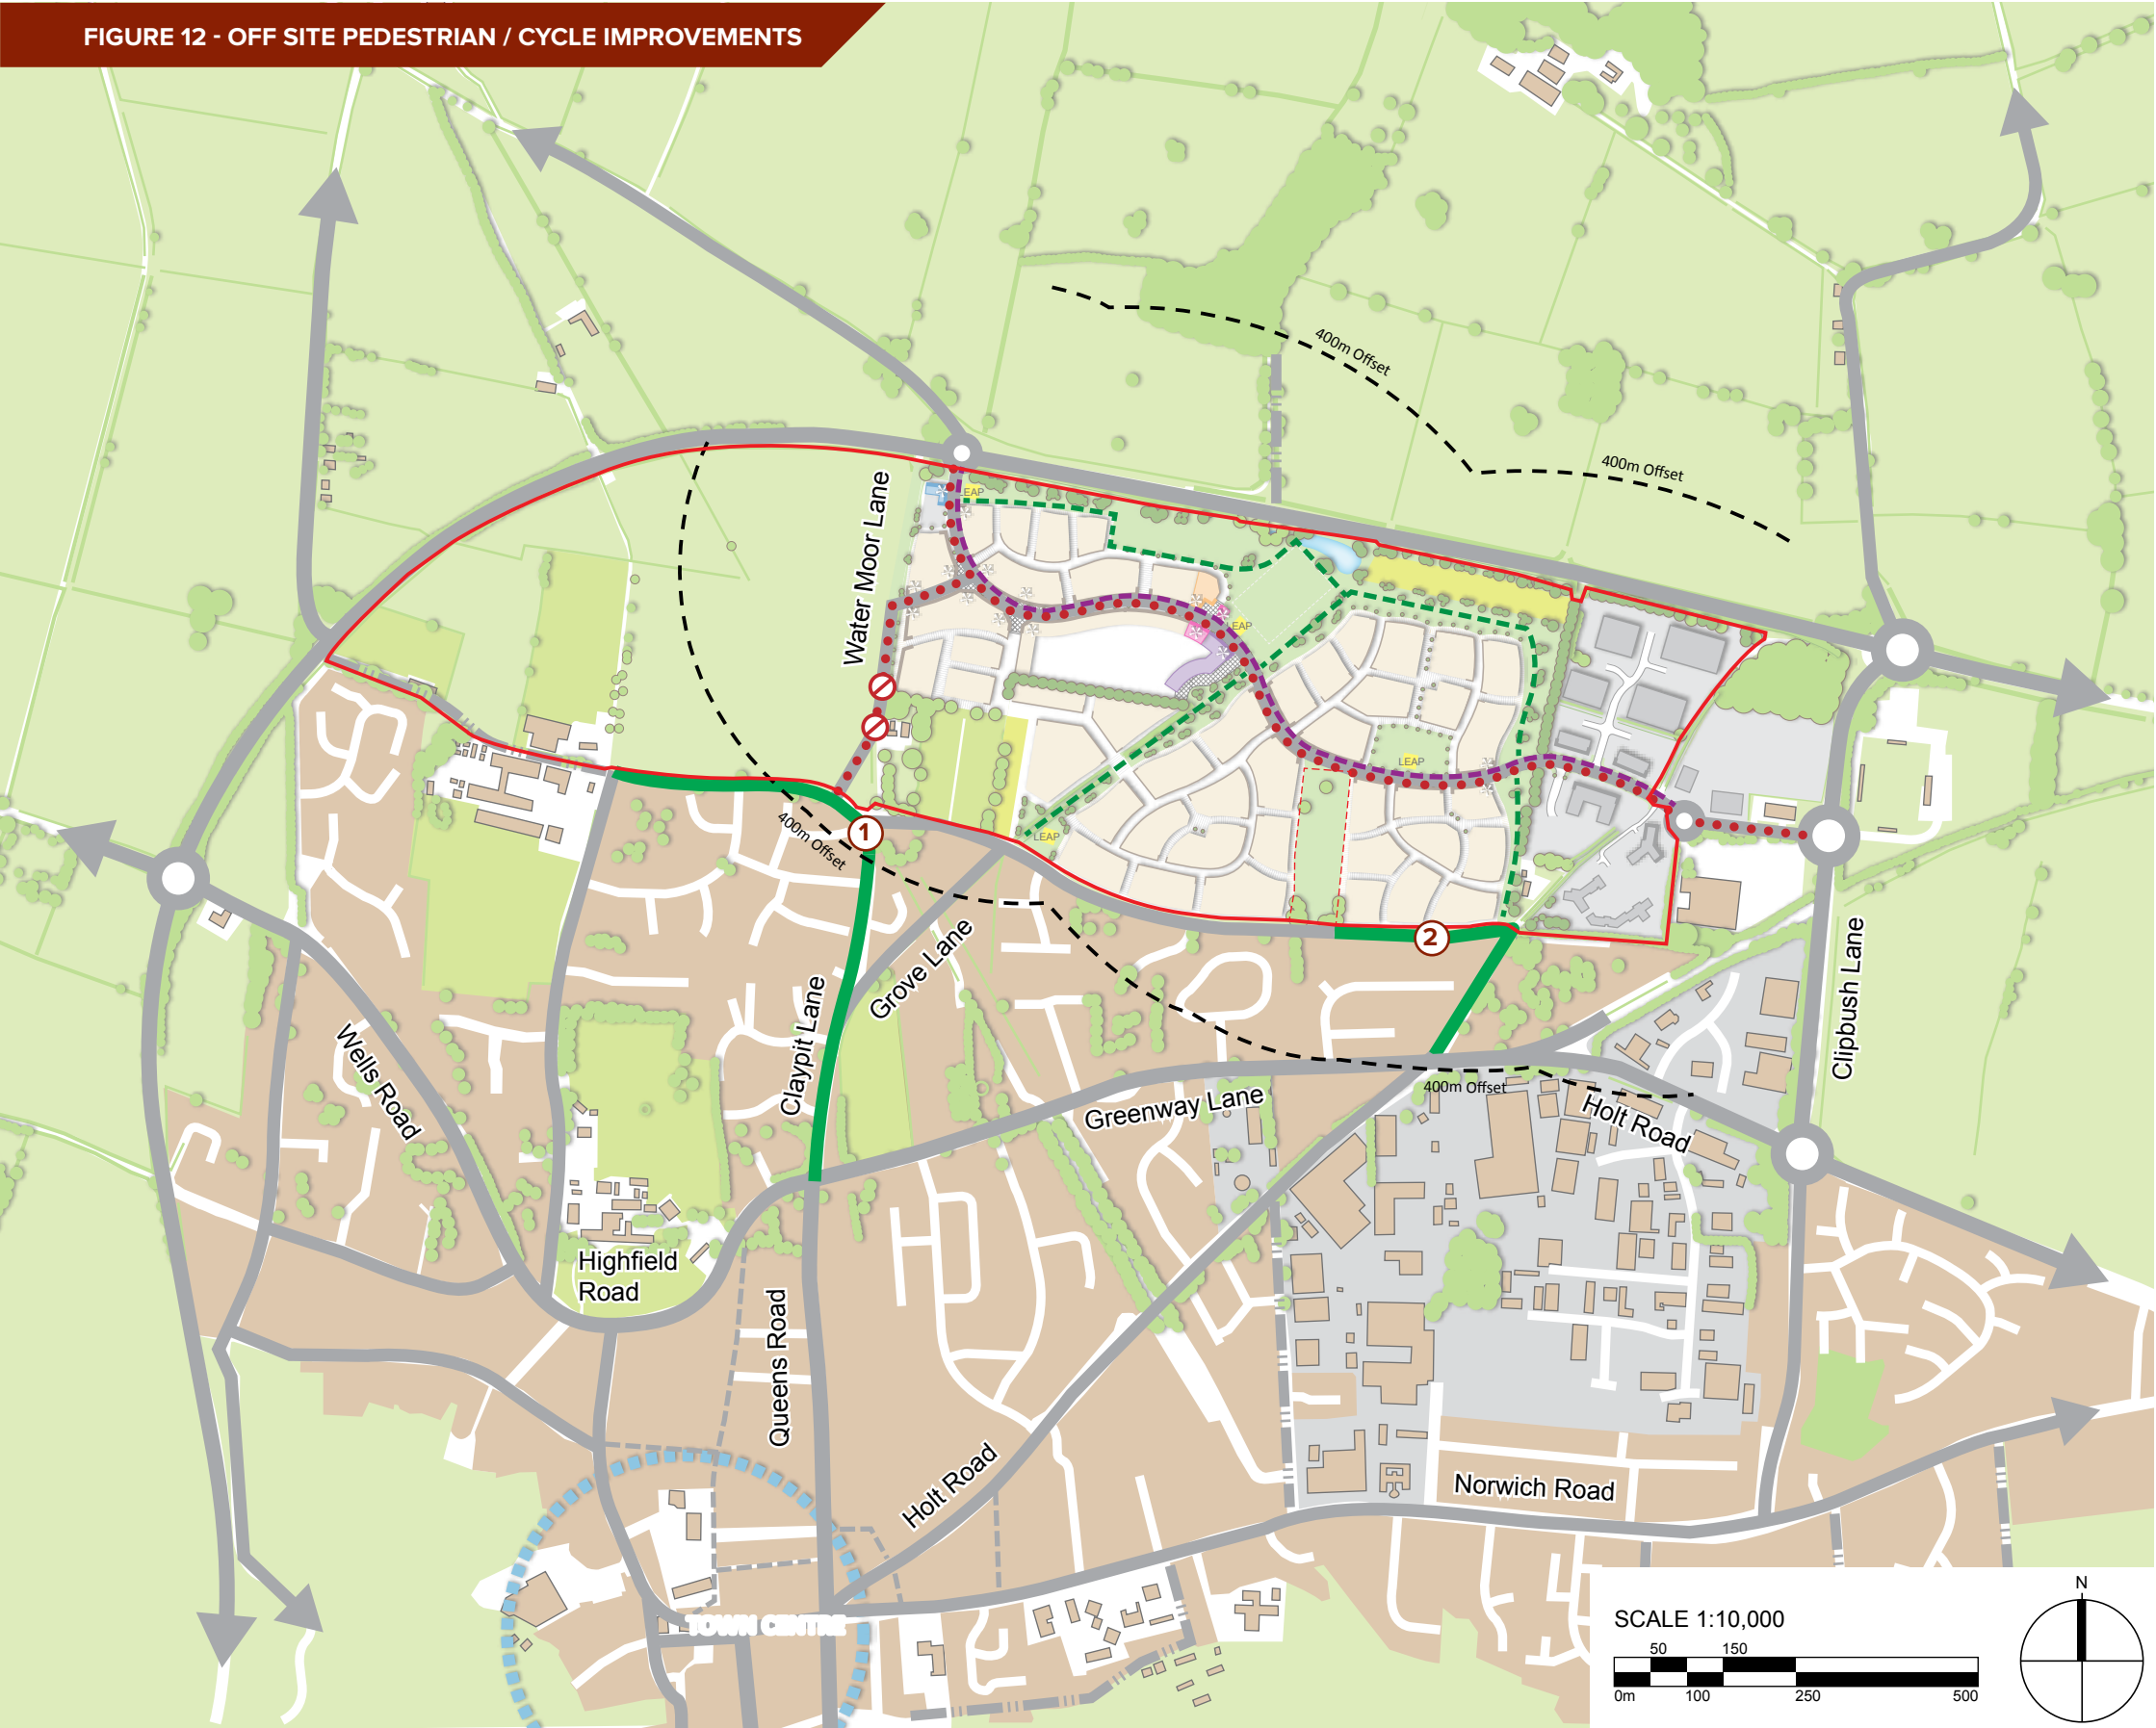 FIGURE 12 - OFF SITE PEDESTRIAN / CYCLE IMPROVEMENTS
400m Offset
400m Offset
Water Moor Lane
LEAP
LEAP
LEAP
LEAP
400m Offset
1
2
Grove Lane
Claypit Lane
Clipbush Lane
Wells Road
Greenway Lane
400m Offset
Holt Road
Highfield
Road
Queens Road
Holt Road
Norwich Road
TOWN CENTRE
SCALE 1:10,000
50 150
0m 100 250 500
N